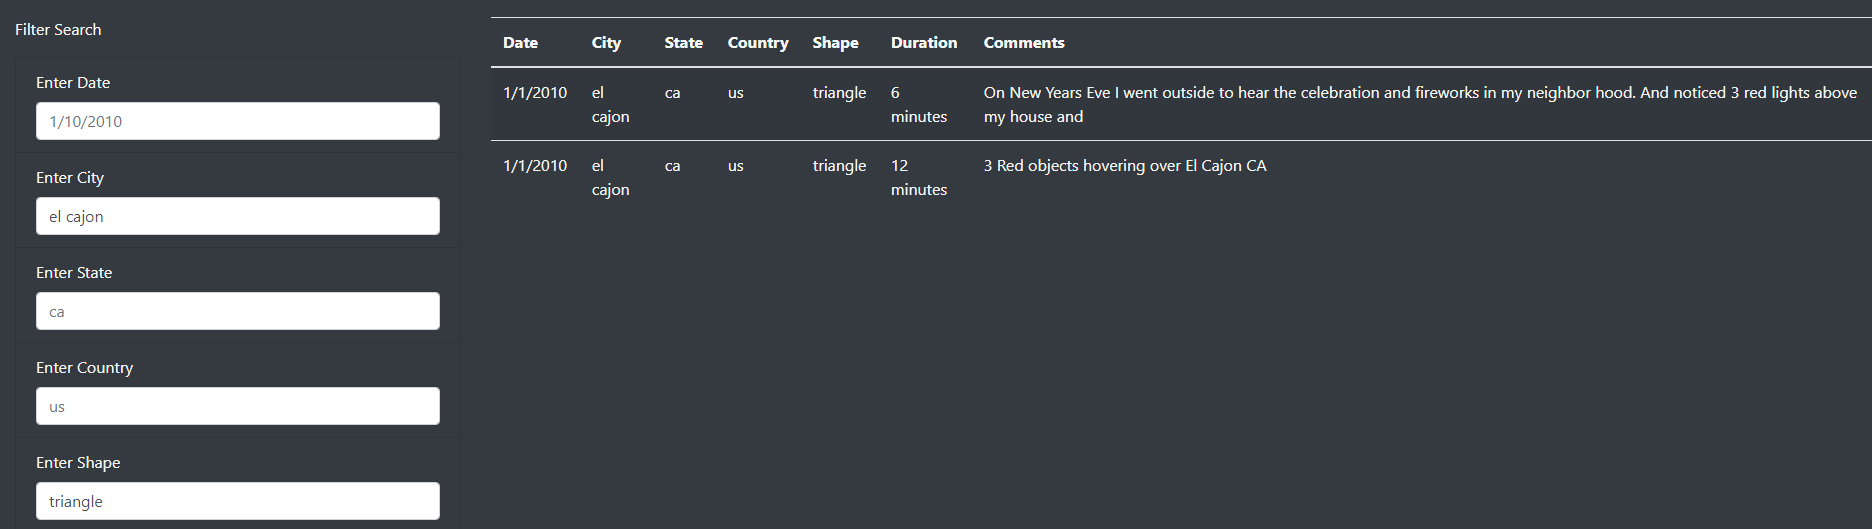 Filter Search
Enter Date
1/10/2010
Enter City
el cajon
Enter State
ca
Enter Country
us
Enter Shape
triangle
Date City State Country Shape Duration Comments
1/1/2010 el ca us triangle 6 On New Years Eve I went outside to hear the celebration and fireworks in my neighbor hood. And noticed 3 red lights above
cajon minutes my house and
1/1/2010 el ca us triangle 12 3 Red objects hovering over El Cajon CA
cajon minutes